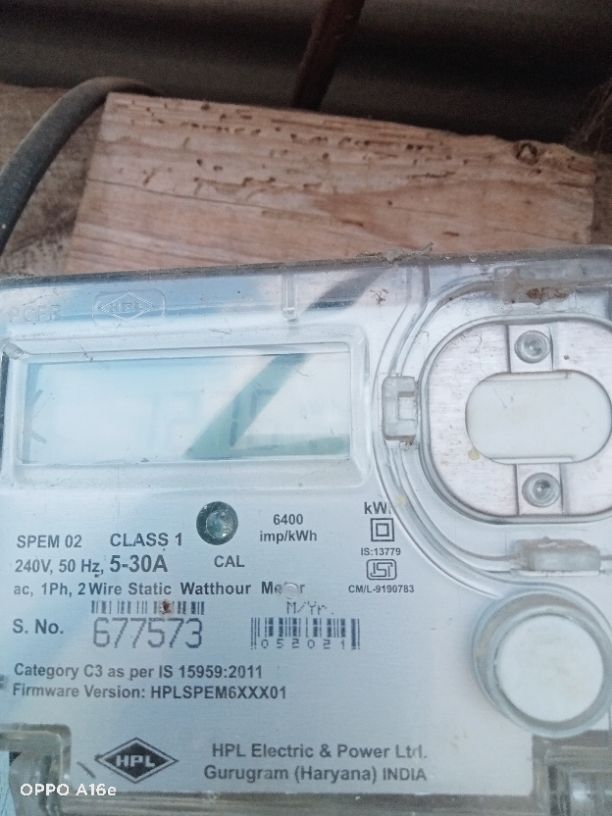 HPL
6400
imp/kWh
kW
SPEM 02 CLASS 1
240V, 50 Hz, 5-30A
CAL
IS:13779
ac, 1Ph, 2 Wire Static Watthour
CM/L-9190783
M/Yr.
S. No. 677573
052021
Category C3 as per IS 15959:2011
Firmware Version: HPLSPEM6XXX01
HPL
HPL Electric & Power Ltd.
Gurugram (Haryana) INDIA
OPPO A16e